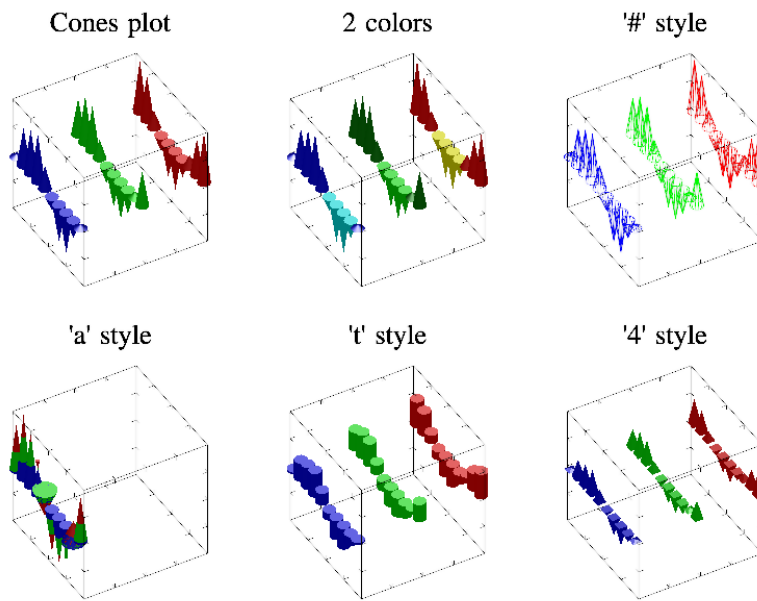 Cones plot
2 colors
'#' style
'a' style
't' style
'4' style